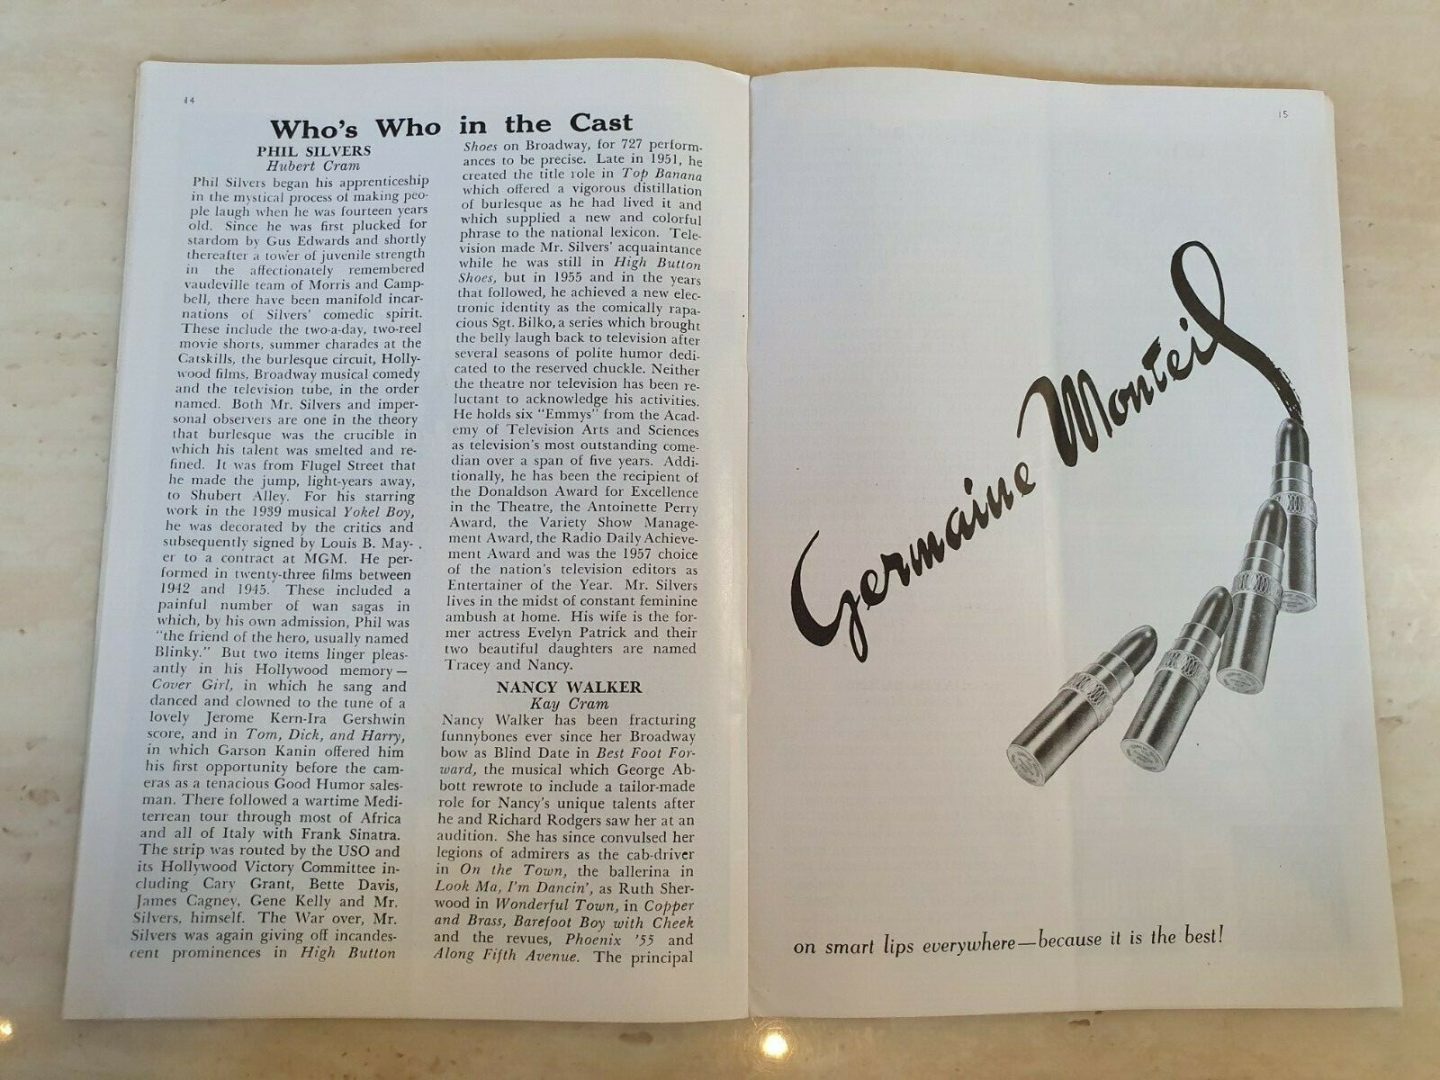 14
Who's Who in the Cast
PHIL SILVERS
Hubert Cram
Phil Silvers began his apprenticeship
in the mystical process of making peo-
ple laugh when he was fourteen years
old. Since he was first plucked for
stardom by Gus Edwards and shortly
thereafter a tower of juvenile strength
in the affectionately remembered
vaudeville team of Morris and Camp-
bell, there have been manifold incar-
nations of Silvers' comedic spirit.
These include the two-a-day, two-reel
movie shorts, summer charades at the
Catskills, the burlesque circuit, Holly-
wood films, Broadway musical comedy
and the television tube, in the order
named. Both Mr. Silvers and imper-
sonal observers are one in the theory
that burlesque was the crucible in
which his talent was smelted and re-
fined. It was from Flugel Street that
he made the jump, light-years away,
to Shubert Alley. For his starring
work in the 1939 musical Yokel Boy,
he was decorated by the critics and
subsequently signed by Louis B. May-
er to a contract at MGM. He per-
formed in twenty-three films between
1942 and 1945. These included a
painful number of wan sagas in
which, by his own admission, Phil was
"the friend of the hero, usually named
Blinky." But two items linger pleas-
antly in his Hollywood memory—
Cover Girl, in which he sang and
danced and clowned to the tune of a
lovely Jerome Kern-Ira Gershwin
score, and in Tom, Dick, and Harry,
in which Garson Kanin offered him
his first opportunity before the cam-
eras as a tenacious Good Humor sales-
man. There followed a wartime Medi-
terrean tour through most of Africa
and all of Italy with Frank Sinatra.
The strip was routed by the USO and
its Hollywood Victory Committee in-
cluding Cary Grant, Bette Davis,
James Cagney, Gene Kelly and Mr.
Silvers, himself. The War over, Mr.
Silvers was again giving off incandes-
cent prominences in High Button
Shoes on Broadway, for 727 perform-
ances to be precise. Late in 1951, he
created the title role in Top Banana
which offered a vigorous distillation
of burlesque as he had lived it and
which supplied a new and colorful
phrase to the national lexicon. Tele-
vision made Mr. Silvers' acquaintance
while he was still in High Button
Shoes, but in 1955 and in the years
that followed, he achieved a new elec-
tronic identity as the comically rapa-
cious Sgt. Bilko, a series which brought
the belly laugh back to television after
several seasons of polite humor dedi-
cated to the reserved chuckle. Neither
the theatre nor television has been re-
luctant to acknowledge his activities.
He holds six "Emmys" from the Acad-
emy of Television Arts and Sciences
as television's most outstanding come-
dian over a span of five years. Addi-
tionally, he has been the recipient of
the Donaldson Award for Excellence
in the Theatre, the Antoinette Perry
Award, the Variety Show Manage-
ment Award, the Radio Daily Achieve-
ment Award and was the 1957 choice
of the nation's television editors as
Entertainer of the Year. Mr. Silvers
lives in the midst of constant feminine
ambush at home. His wife is the for-
mer actress Evelyn Patrick and their
two beautiful daughters are named
Tracey and Nancy.
NANCY WALKER
Kay Cram
Nancy Walker has been fracturing
funnybones ever since her Broadway
bow as Blind Date in Best Foot For-
ward, the musical which George Ab-
bott rewrote to include a tailor-made
role for Nancy's unique talents after
he and Richard Rodgers saw her at an
audition. She has since convulsed her
legions of admirers as the cab-driver
in On the Town, the ballerina in
Look Ma, I'm Dancin', as Ruth Sher-
wood in Wonderful Town, in Copper
and Brass, Barefoot Boy with Cheek
and the revues, Phoenix '55 and
Along Fifth Avenue. The principal
15
Germaine Monteil
on smart lips everywhere—because it is the best!